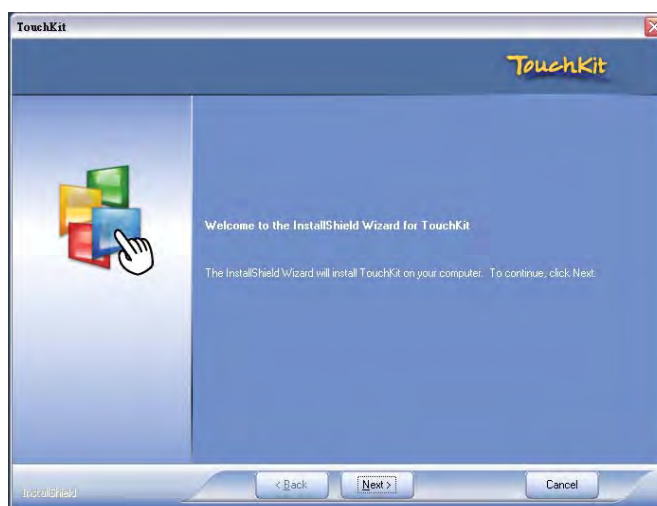 TouchKit
TouchKit
Welcome to the InstallShield Wizard for TouchKit
The InstallShield Wizard will install TouchKit on your computer. To continue, click Next.
InstallShield
< Back
Next >
Cancel